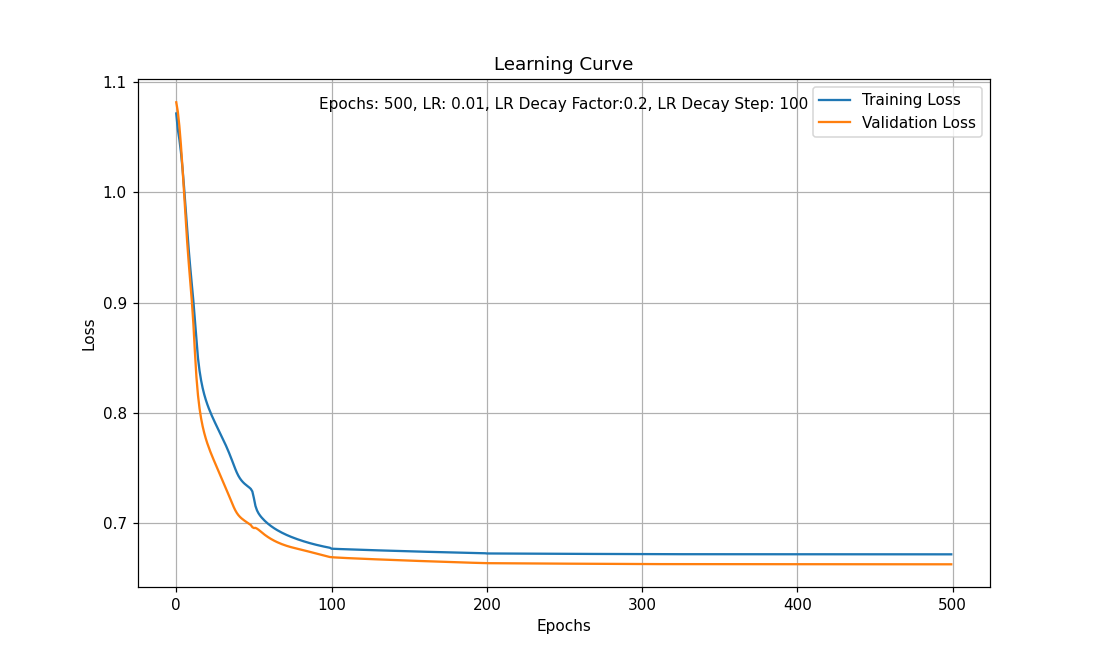 Learning Curve
Epochs: 500, LR: 0.01, LR Decay Factor:0.2, LR Decay Step: 100
Training Loss
Validation Loss
1.1
1.0
0.9
0.8
0.7
Loss
0
100
200
300
400
500
Epochs